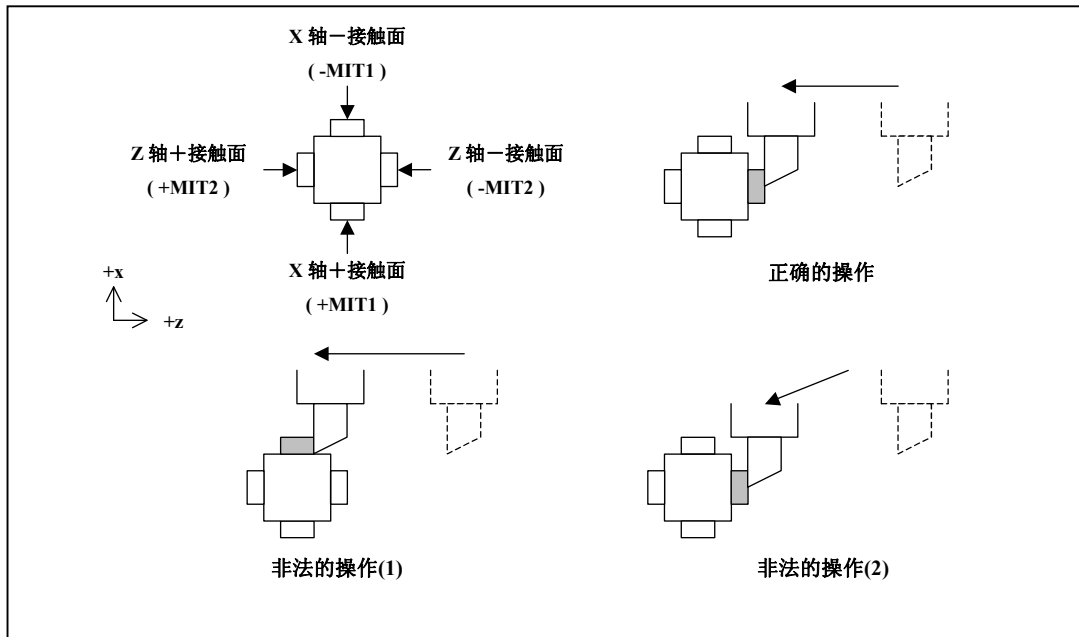 X 轴－接触面
( -MIT1 )
Z 轴＋接触面
( +MIT2 )
Z 轴－接触面
( -MIT2 )
X 轴＋接触面
( +MIT1 )
+x
+z
正确的操作
非法的操作(1)
非法的操作(2)